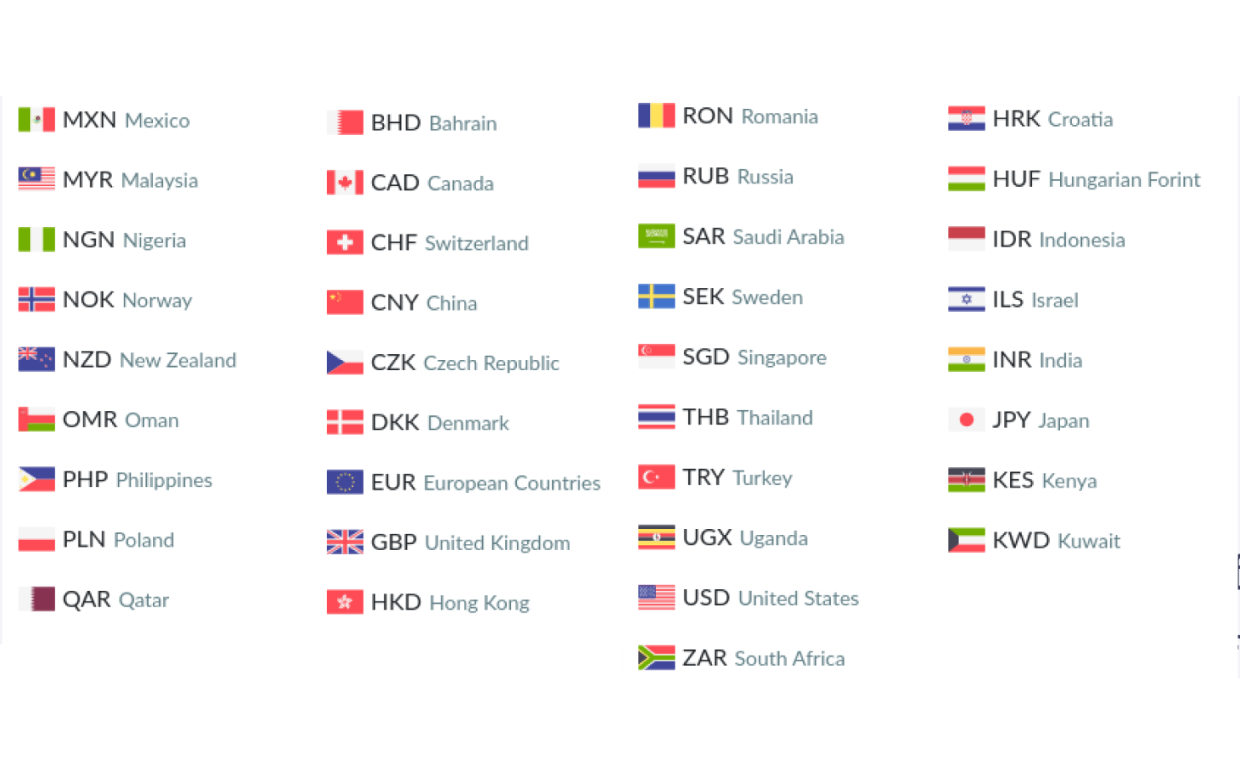 MXN Mexico
MYR Malaysia
NGN Nigeria
NOK Norway
NZD New Zealand
OMR Oman
PHP Philippines
PLN Poland
QAR Qatar
BHD Bahrain
CAD Canada
CHF Switzerland
CNY China
CZK Czech Republic
DKK Denmark
EUR European Countries
GBP United Kingdom
HKD Hong Kong
RON Romania
RUB Russia
SAR Saudi Arabia
SEK Sweden
SGD Singapore
THB Thailand
TRY Turkey
UGX Uganda
USD United States
ZAR South Africa
HRK Croatia
HUF Hungarian Forint
IDR Indonesia
ILS Israel
INR India
JPY Japan
KES Kenya
KWD Kuwait